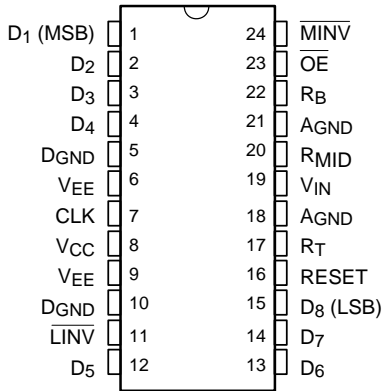 D1 (MSB) 1 24 MINV
D2 2 23 OE
D3 3 22 RB
D4 4 21 AGND
DGND 5 20 RMID
VEE 6 19 VIN
CLK 7 18 AGND
VCC 8 17 RT
VEE 9 16 RESET
DGND 10 15 D8 (LSB)
LINV 11 14 D7
D5 12 13 D6